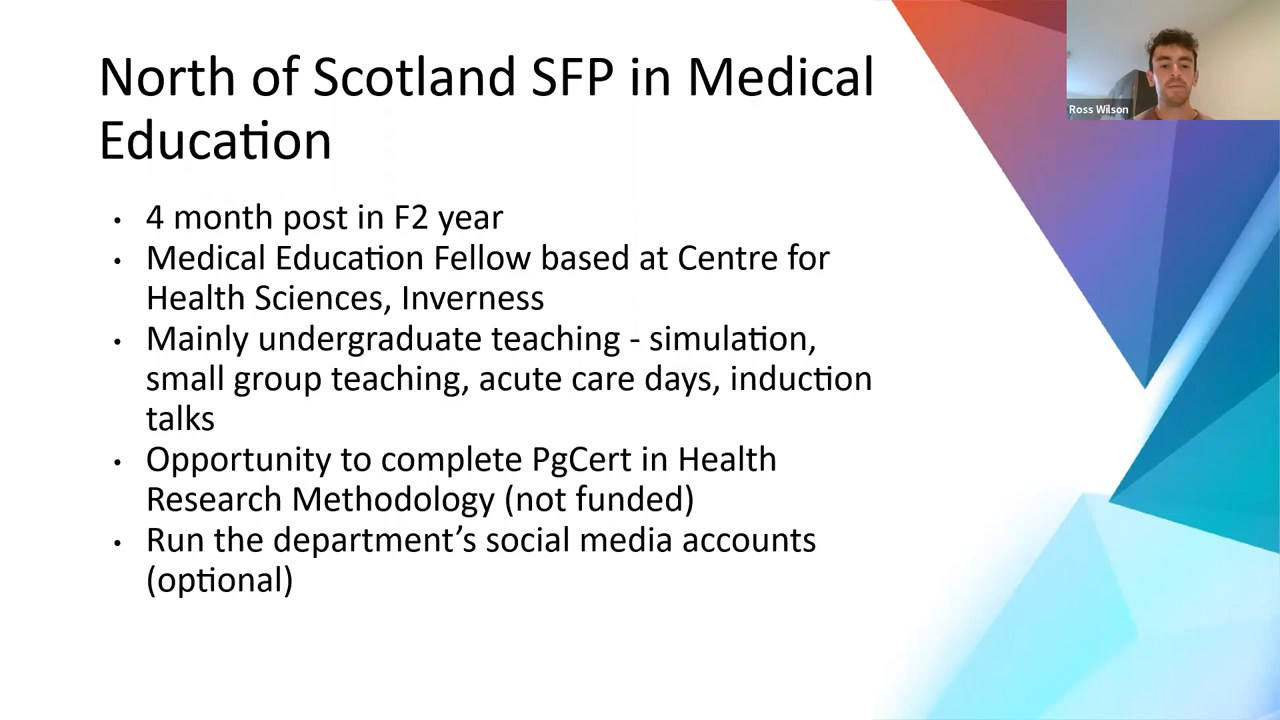 North of Scotland SFP in Medical
Education
Ross Wilson
• 4 month post in F2 year
• Medical Education Fellow based at Centre for
Health Sciences, Inverness
• Mainly undergraduate teaching - simulation,
small group teaching, acute care days, induction
talks
• Opportunity to complete PgCert in Health
Research Methodology (not funded)
• Run the department’s social media accounts
(optional)